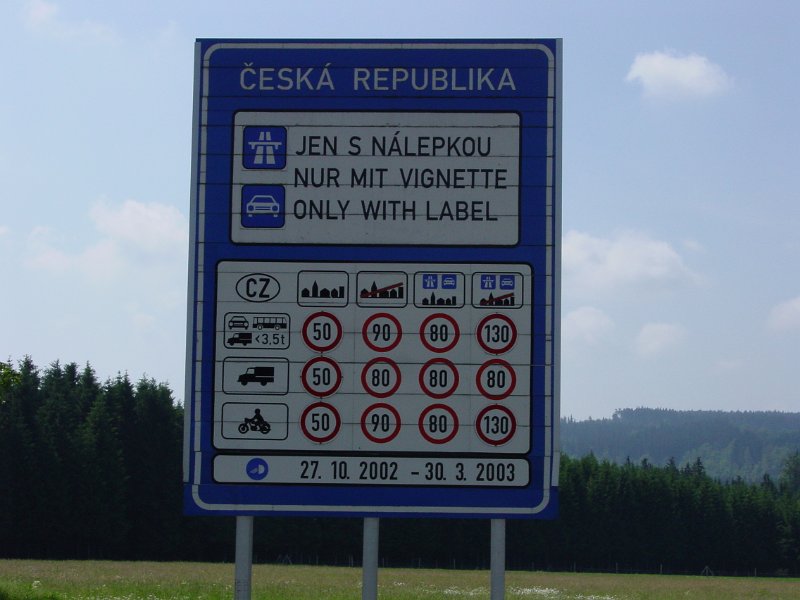 ČESKÁ REPUBLIKA
JEN S NÁLEPKOU
NUR MIT VIGNETTE
ONLY WITH LABEL
CZ
<3,5t 50 90 80 130
50 80 80 80
50 90 80 130
27. 10. 2002 - 30. 3. 2003